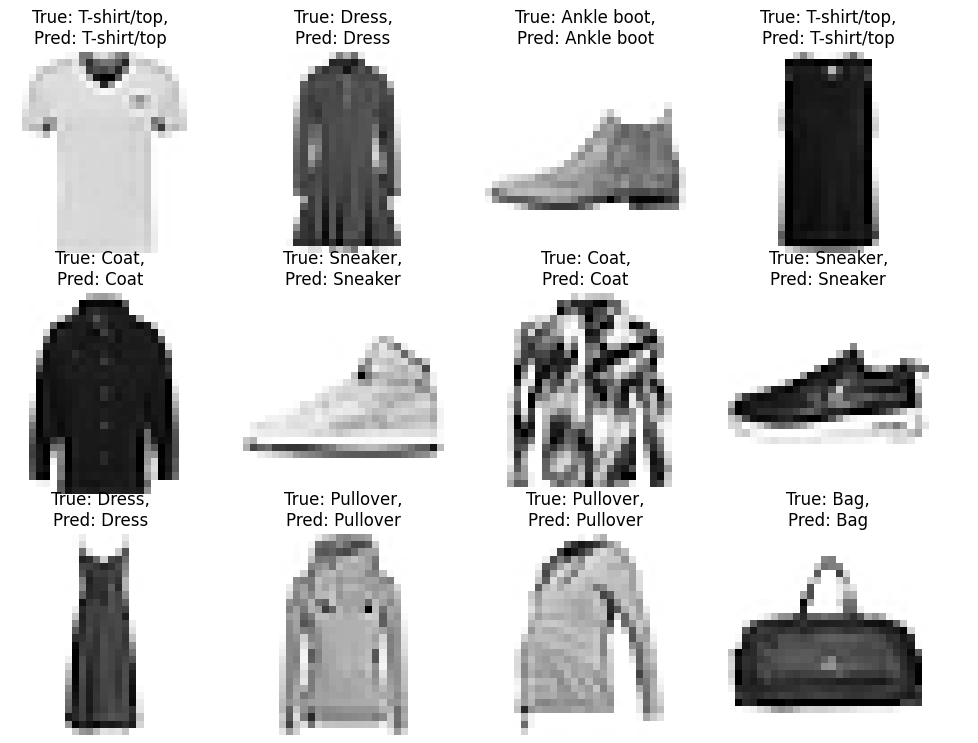 True: T-shirt/top,
Pred: T-shirt/top
True: Dress,
Pred: Dress
True: Ankle boot,
Pred: Ankle boot
True: T-shirt/top,
Pred: T-shirt/top
True: Coat,
Pred: Coat
True: Sneaker,
Pred: Sneaker
True: Coat,
Pred: Coat
True: Sneaker,
Pred: Sneaker
True: Dress,
Pred: Dress
True: Pullover,
Pred: Pullover
True: Pullover,
Pred: Pullover
True: Bag,
Pred: Bag